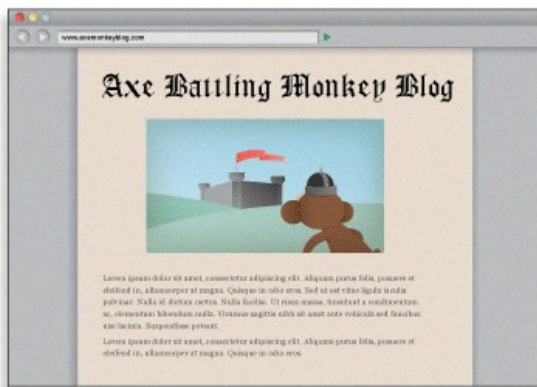 www.axemonkeyblog.com
Axe Battling Monkey Blog
Lorem ipsum dolor sit amet, consectetur adipiscing elit. Aliquam purus felis, posuere et
eleifend in, ullamcorper at magna. Quisque in odio eros. Sed ut est vitae ligula iaculis
pulvinar. Nulla id dictum metus. Nulla facilisi. Ut risus massa, tincidunt a condimentum
ac, elementum bibendum nulla. Vivamus sagittis nibh sit amet ante vehicula sed faucibus
nisi lacinia. Suspendisse potenti.
Lorem ipsum dolor sit amet, consectetur adipiscing elit. Aliquam purus felis, posuere et
eleifend in, ullamcorper at magna. Quisque in odio eros.